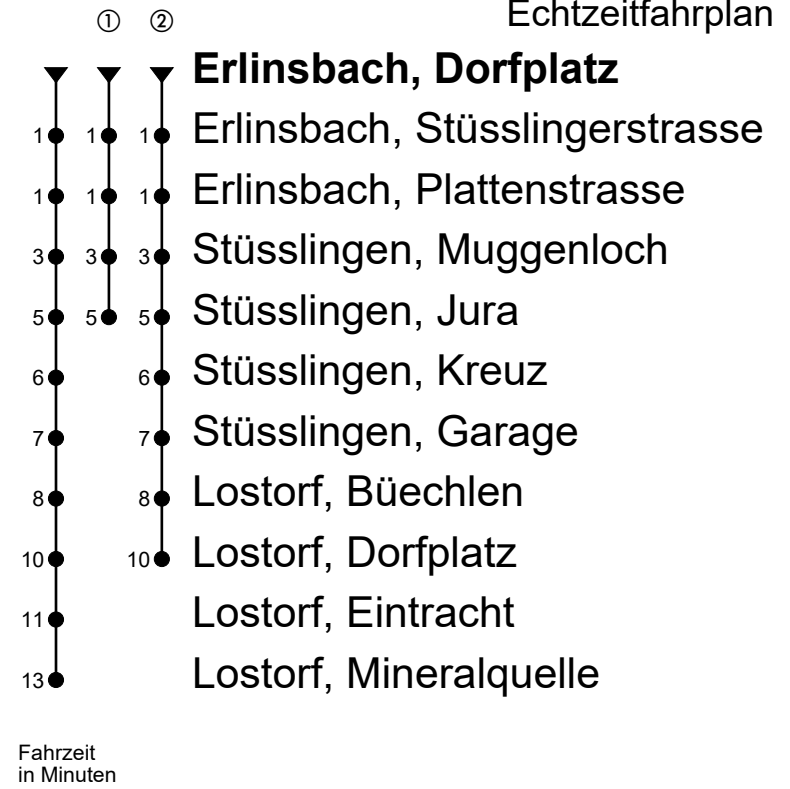 Echtzeitfahrplan
① ②
Erlinsbach, Dorfplatz
1 1 1 Erlinsbach, Stüsslingerstrasse
1 1 1 Erlinsbach, Plattenstrasse
3 3 3 Stüsslingen, Muggenloch
5 5 5 Stüsslingen, Jura
6 6 Stüsslingen, Kreuz
7 7 Stüsslingen, Garage
8 8 Lostorf, Büechlen
10 10 Lostorf, Dorfplatz
11 Lostorf, Eintracht
13 Lostorf, Mineralquelle
Fahrzeit
in Minuten